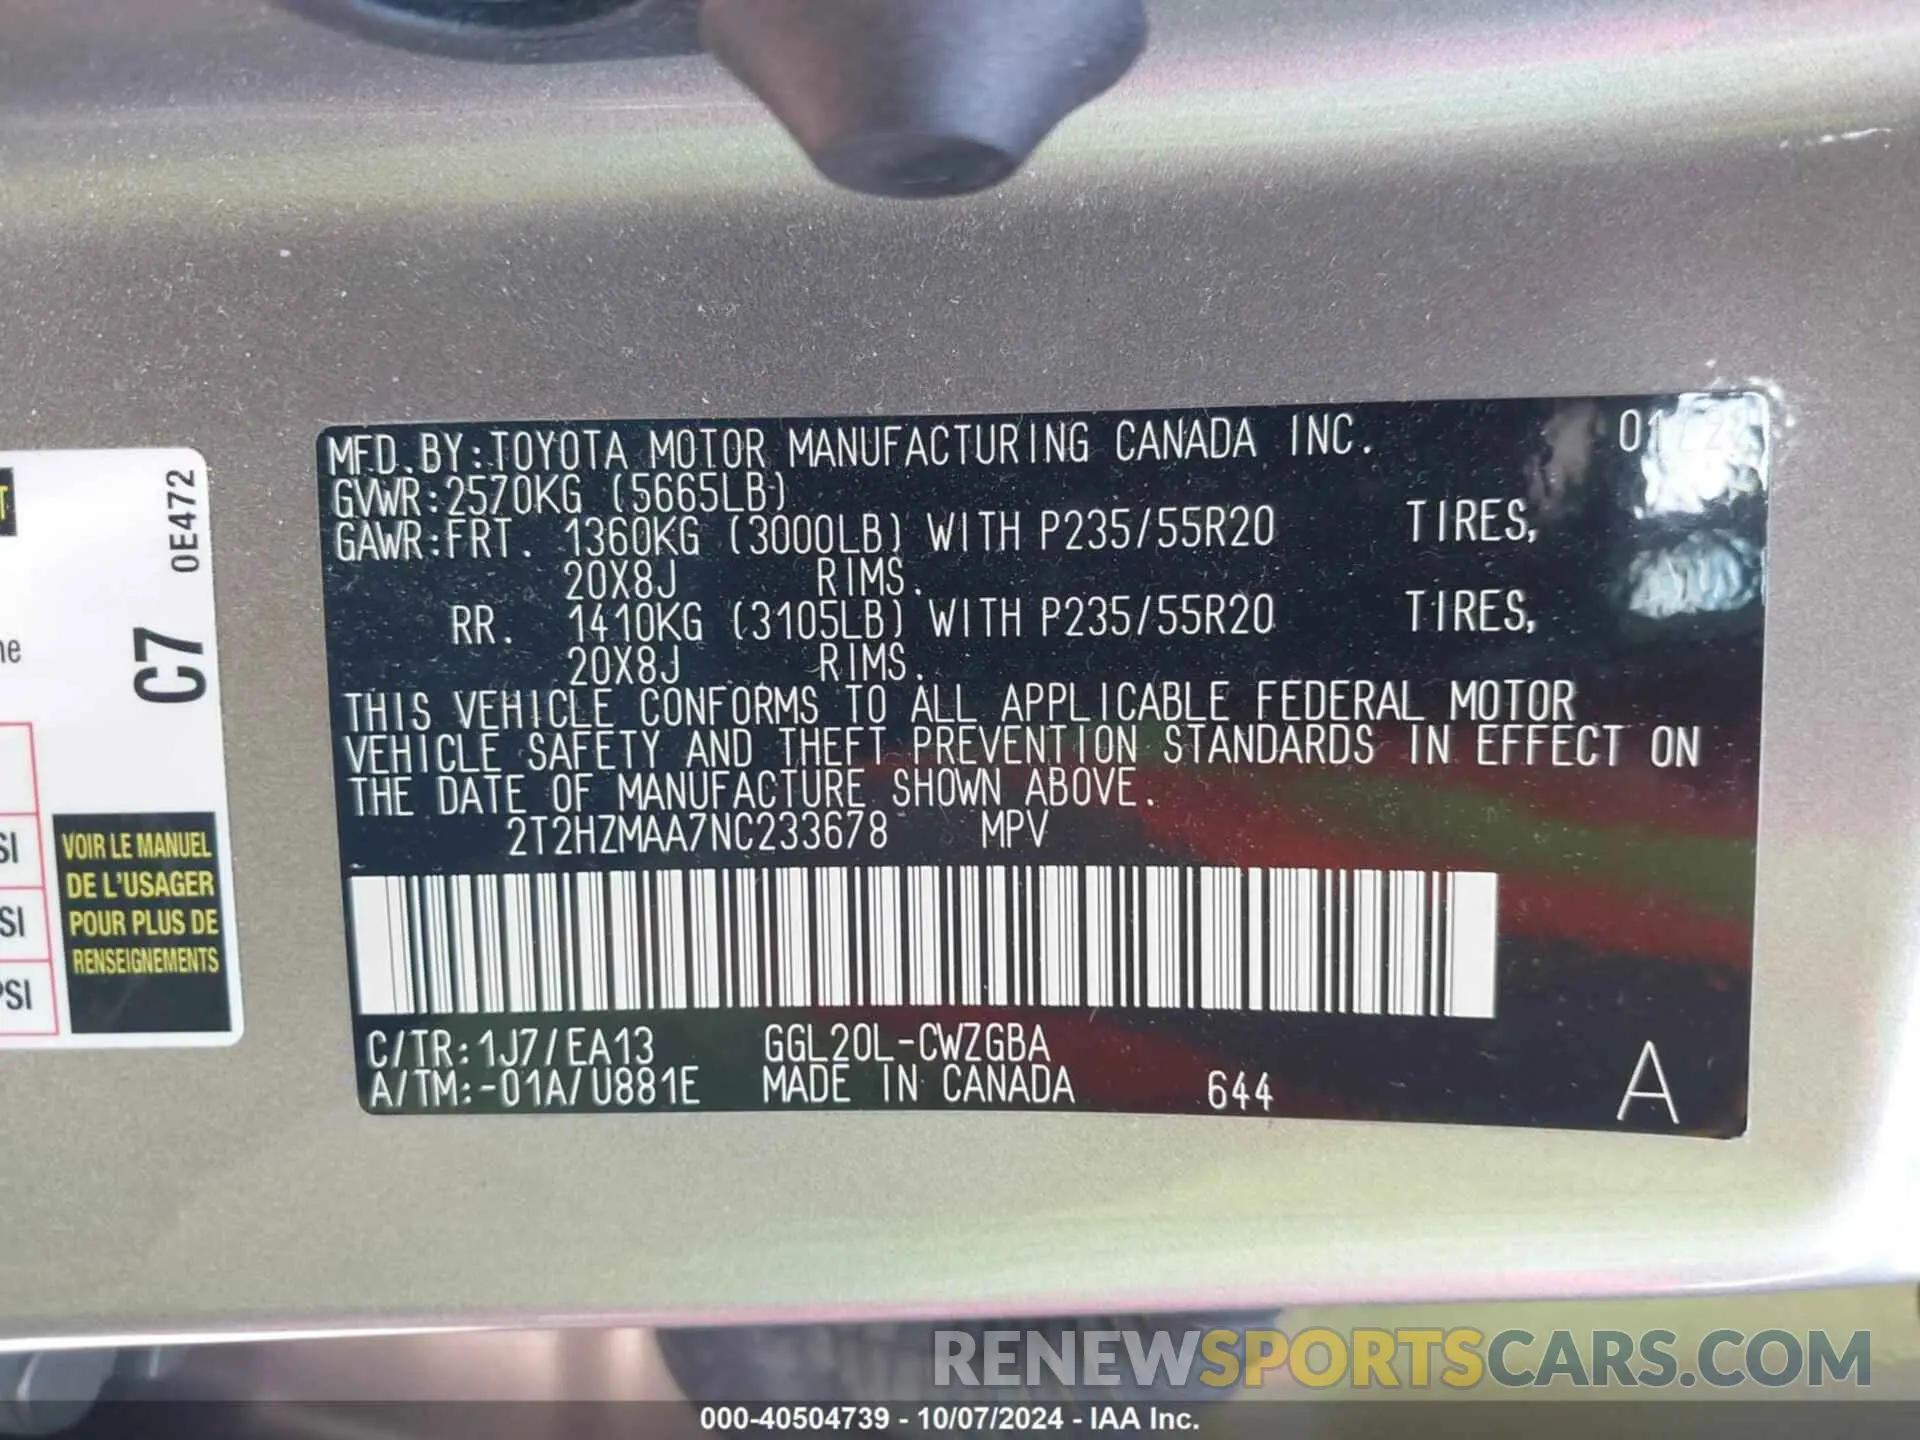 MFD.BY:TOYOTA MOTOR MANUFACTURING CANADA INC.
GVWR:2570KG (5665LB)
GAWR:FRT. 1360KG (3000LB) WITH P235/55R20 TIRES,
20X8J RIMS.
RR. 1410KG (3105LB) WITH P235/55R20 TIRES,
20X8J RIMS.
THIS VEHICLE CONFORMS TO ALL APPLICABLE FEDERAL MOTOR
VEHICLE SAFETY AND THEFT PREVENTION STANDARDS IN EFFECT ON
THE DATE OF MANUFACTURE SHOWN ABOVE.
2T2HZMAA7NC233678 MPV
C/TR:1J7/EA13 GGL20L-CWZGBA
A/TM:-01A/U881E MADE IN CANADA 644
A
0E472
C7
VOIR LE MANUEL
DE L'USAGER
POUR PLUS DE
RENSEIGNEMENTS
RENEWSPORTSCARS.COM
000-40504739 - 10/07/2024 - IAA Inc.